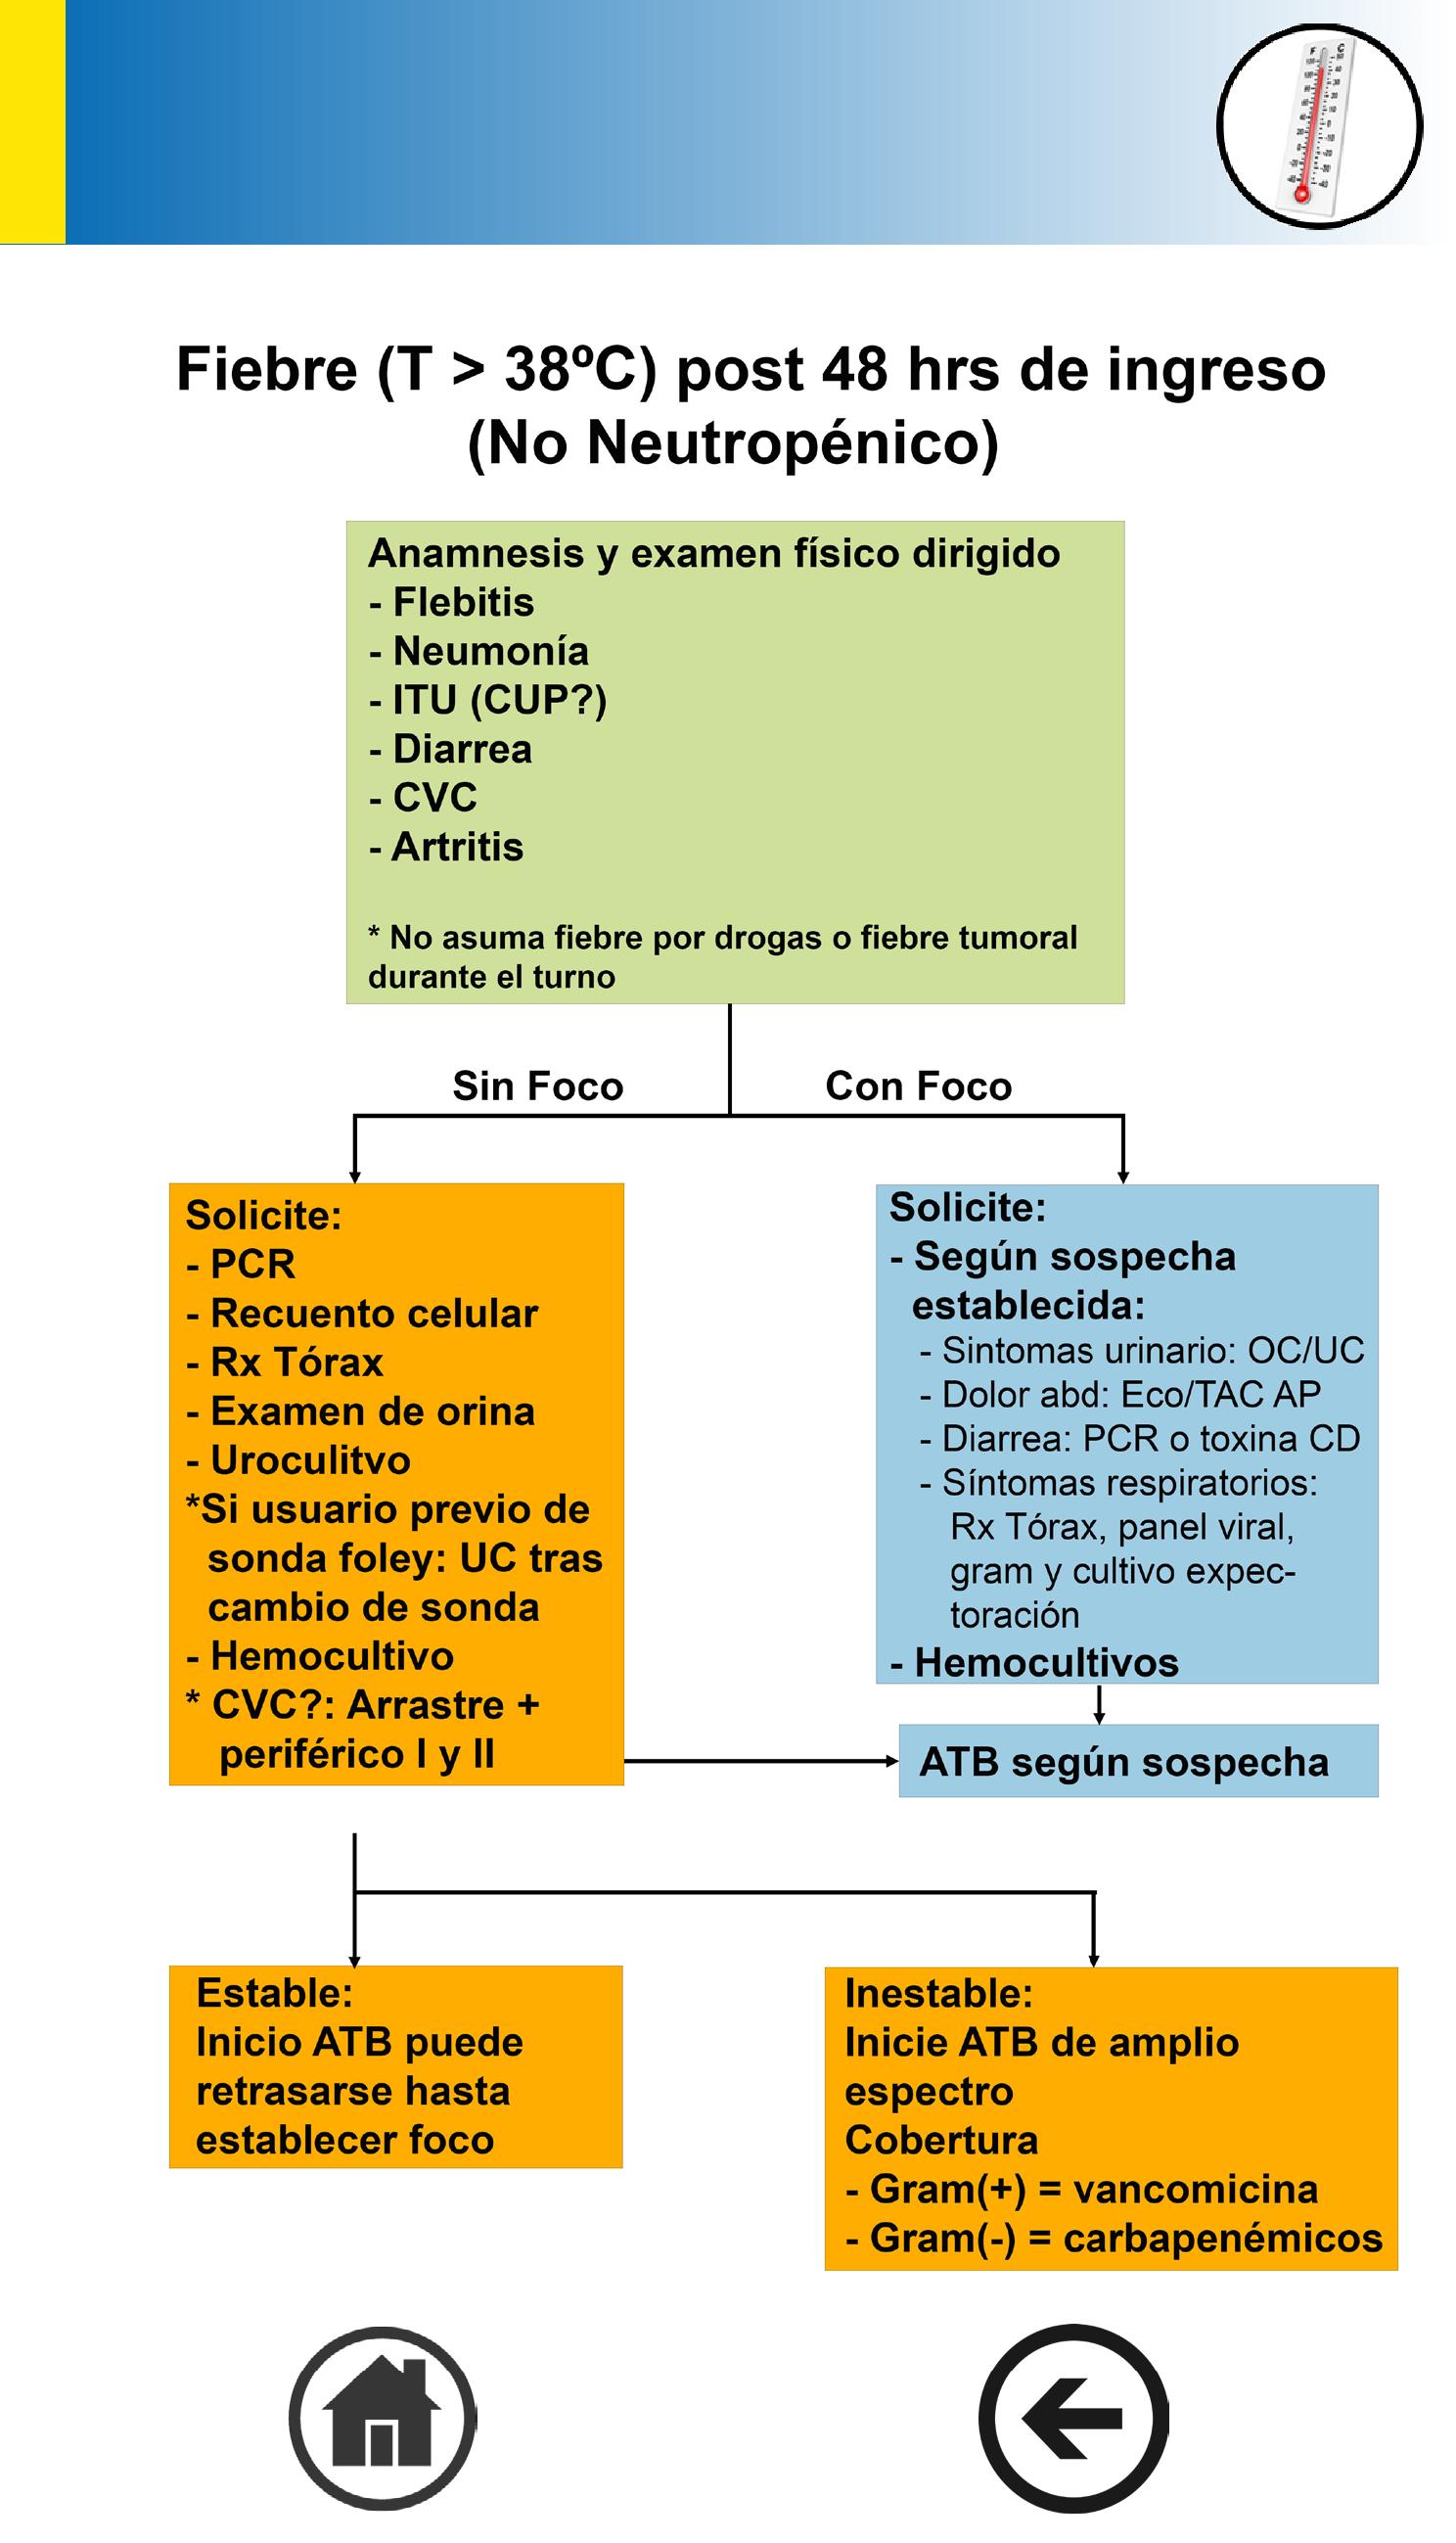 Fiebre (T > 38ºC) post 48 hrs de ingreso
(No Neutropénico)
Anamnesis y examen físico dirigido
- Flebitis
- Neumonía
- ITU (CUP?)
- Diarrea
- CVC
- Artritis
* No asuma fiebre por drogas o fiebre tumoral
durante el turno
Sin Foco
Con Foco
Solicite:
- PCR
- Recuento celular
- Rx Tórax
- Examen de orina
- Uroculitvo
*Si usuario previo de
sonda foley: UC tras
cambio de sonda
- Hemocultivo
* CVC?: Arrastre +
periférico I y II
Solicite:
- Según sospecha
establecida:
- Sintomas urinario: OC/UC
- Dolor abd: Eco/TAC AP
- Diarrea: PCR o toxina CD
- Síntomas respiratorios:
Rx Tórax, panel viral,
gram y cultivo expec-
toración
- Hemocultivos
ATB según sospecha
Estable:
Inicio ATB puede
retrasarse hasta
establecer foco
Inestable:
Inicie ATB de amplio
espectro
Cobertura
- Gram(+) = vancomicina
- Gram(-) = carbapenémicos